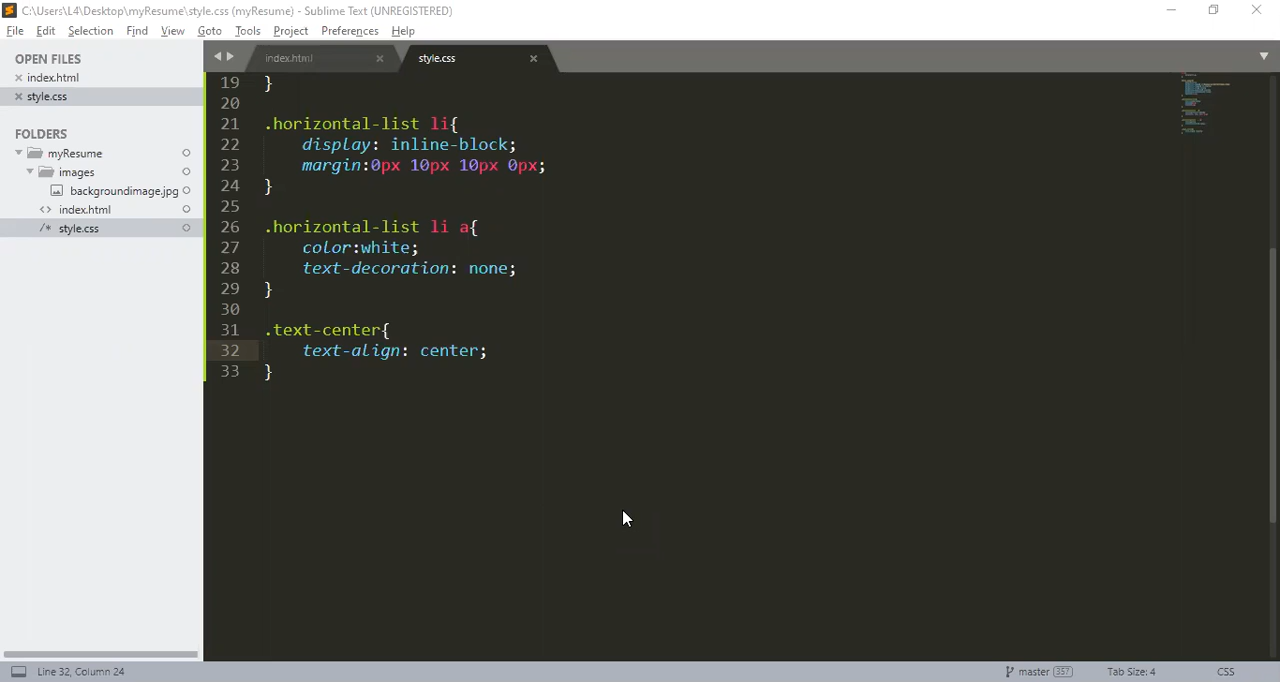 C:\Users\L4\Desktop\myResume\style.css (myResume) - Sublime Text (UNREGISTERED)
File Edit Selection View Goto Tools Project Preferences Help
OPEN FILES
index.html
style.css
FOLDERS
myResume
images
backgroundimage.jpg
<> index.html
/* style.css
index.html
style.css
19 }
20
21 .horizontal-list li{
22 display: inline-block;
23 margin:0px 10px 10px 0px;
24 }
25
26 .horizontal-list li a{
27 color:white;
28 text-decoration: none;
29 }
30
31 .text-center{
32 text-align: center;
33 }
Line 32, Column 24
master 357
Tab Size: 4
CSS